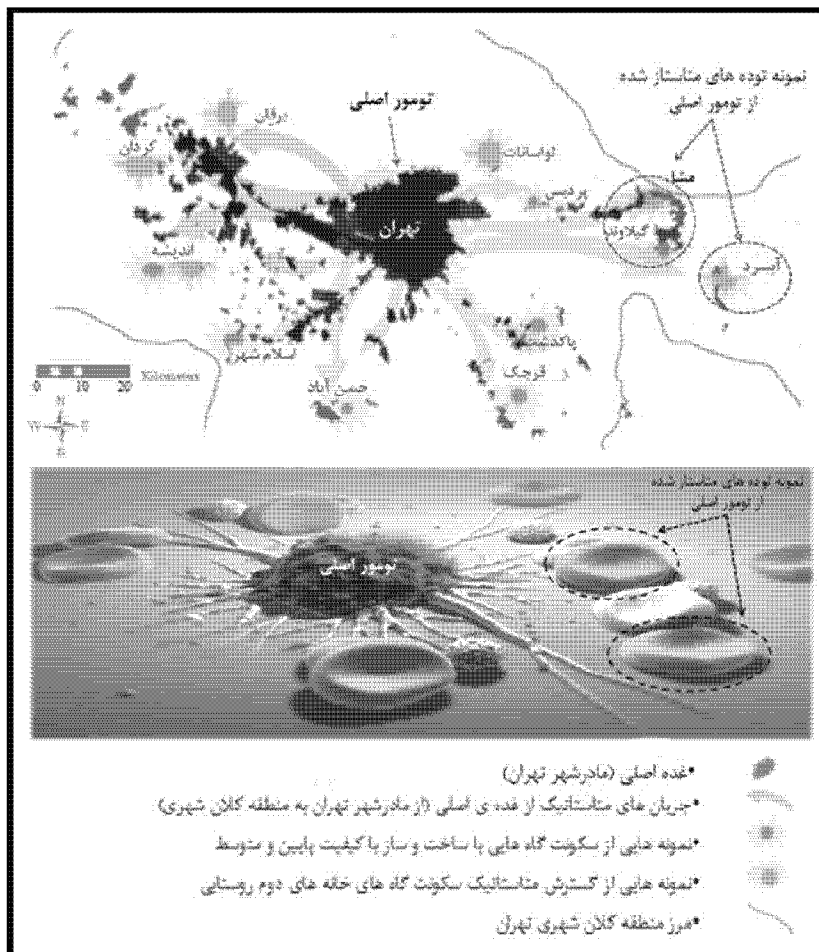 نمونه توده های متاستاز شده
از تومور اصلی
تومور اصلی
برقان
کردان
لواسانات
پردیس
مشا
گیلاوند
آبسرد
تهران
اندیشه
اسلام شهر
پاکدشت
قرچک
حسن آباد
Kilometers
0 10 20
N
S
نمونه توده های متاستاز شده
از تومور اصلی
تومور اصلی
•غده اصلی (مادرشهر تهران)
•جریان های متاستاتیک از غده ی اصلی (از مادرشهر تهران به منطقه کلان شهری)
•نمونه هایی از سکونت گاه هایی با ساخت و ساز با کیفیت پایین و متوسط
•نمونه هایی از گسترش متاستاتیک سکونت گاه های خانه های دوم روستایی
•مرز منطقه کلان شهری تهران